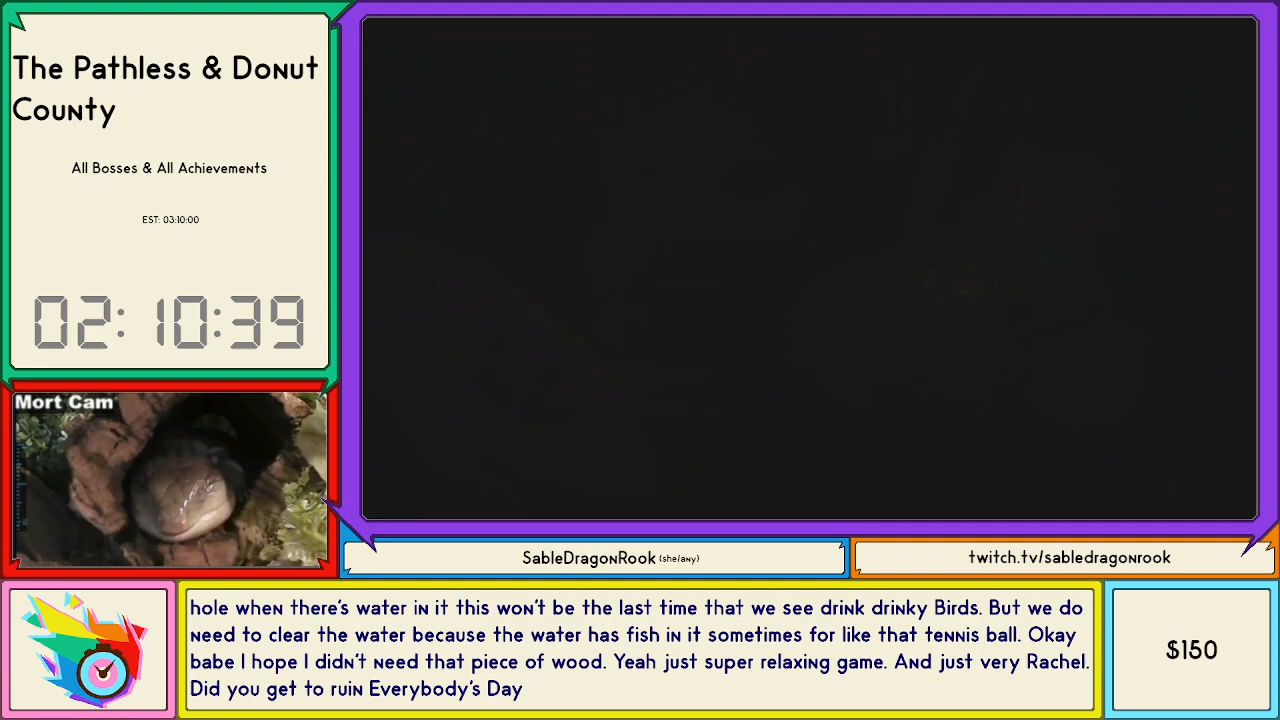 The Pathless & Donut
County
All Bosses & All Achievements
EST: 03:10:00
02:10:39
Mort Cam
SableDragonRook (she/any)
twitch.tv/sabledragonrook
hole when there's water in it this won't be the last time that we see drink drinky Birds. But we do
need to clear the water because the water has fish in it sometimes for like that tennis ball. Okay
babe I hope I didn't need that piece of wood. Yeah just super relaxing game. And just very Rachel.
Did you get to ruin Everybody's Day
$150